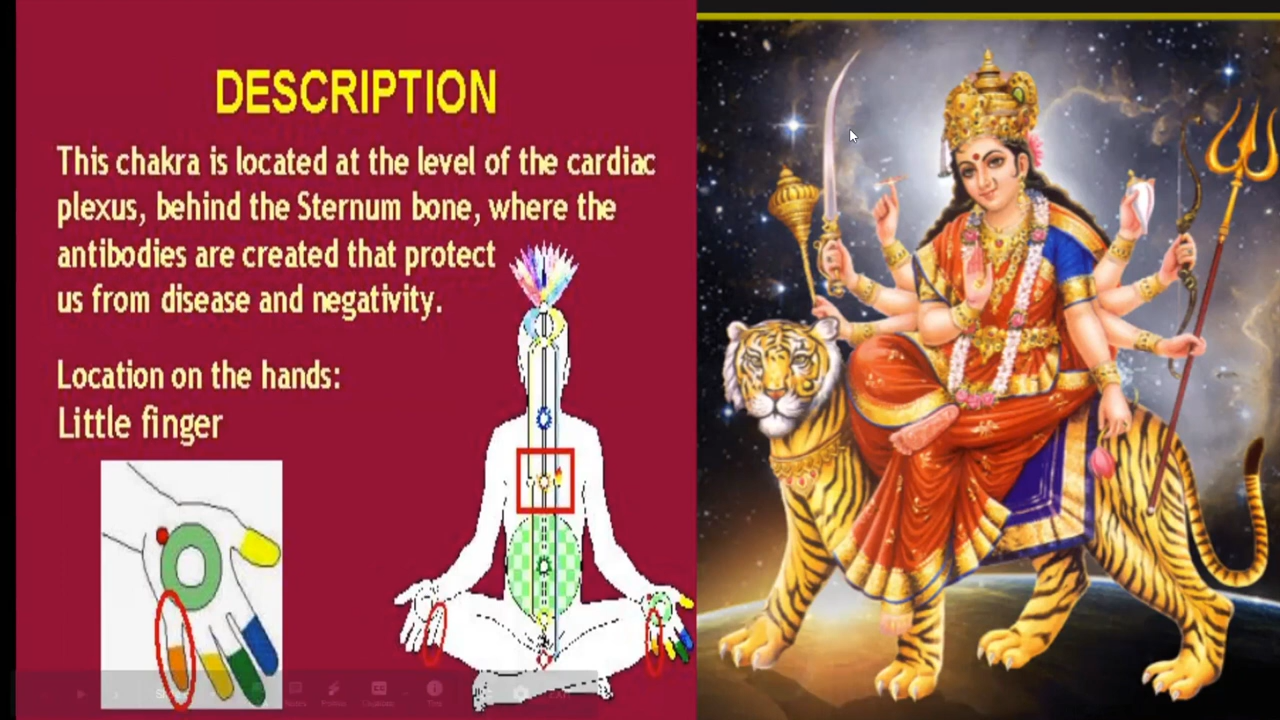 DESCRIPTION
This chakra is located at the level of the cardiac
plexus, behind the Sternum bone, where the
antibodies are created that protect
us from disease and negativity.
Location on the hands:
Little finger